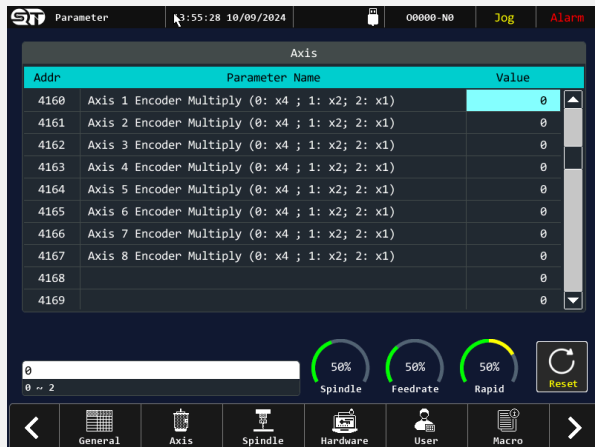 ST Parameter 13:55:28 10/09/2024 O0000-N0 Jog Alarm
Axis
Addr Parameter Name Value
4160 Axis 1 Encoder Multiply (0: x4 ; 1: x2; 2: x1) 0
4161 Axis 2 Encoder Multiply (0: x4 ; 1: x2; 2: x1) 0
4162 Axis 3 Encoder Multiply (0: x4 ; 1: x2; 2: x1) 0
4163 Axis 4 Encoder Multiply (0: x4 ; 1: x2; 2: x1) 0
4164 Axis 5 Encoder Multiply (0: x4 ; 1: x2; 2: x1) 0
4165 Axis 6 Encoder Multiply (0: x4 ; 1: x2; 2: x1) 0
4166 Axis 7 Encoder Multiply (0: x4 ; 1: x2; 2: x1) 0
4167 Axis 8 Encoder Multiply (0: x4 ; 1: x2; 2: x1) 0
4168 0
4169 0
0
0 ~ 2
50% 50% 50%
Spindle Feedrate Rapid Reset
General Axis Spindle Hardware User Macro